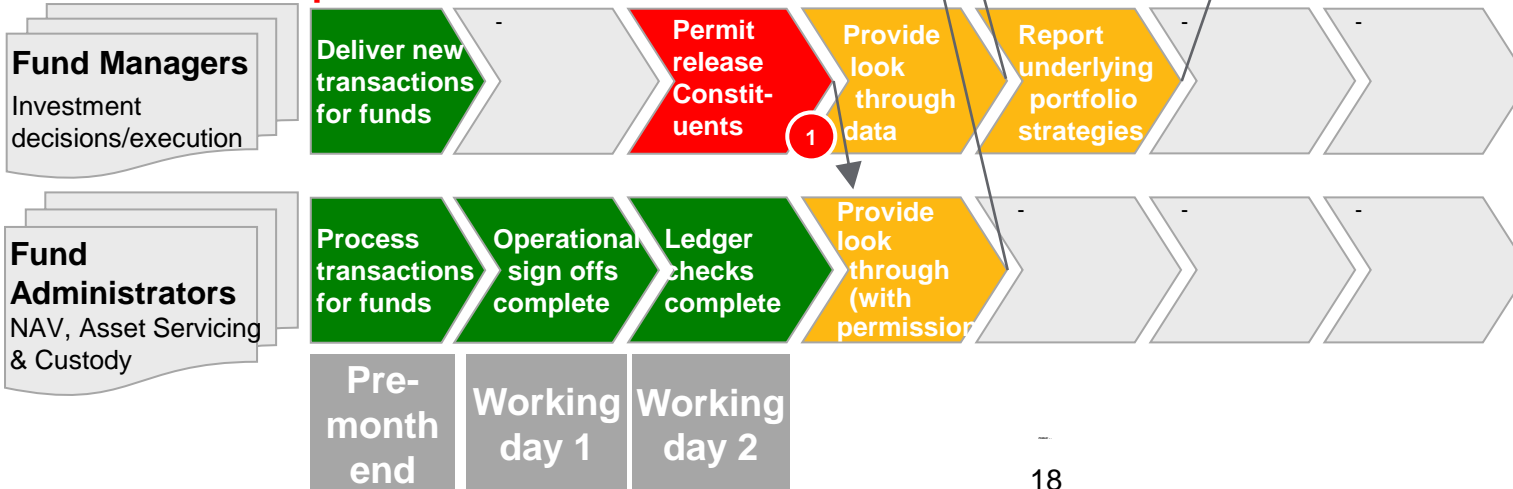 Fund Managers
Investment
decisions/execution
Deliver new
transactions
for funds
-
Permit
release
Constit-
uents
1
Provide
look
through
data
Report
underlying
portfolio
strategies
-
-
Fund
Administrators
NAV, Asset Servicing
& Custody
Process
transactions
for funds
Operational
sign offs
complete
Ledger
checks
complete
Provide
look
through
(with
permission
-
-
-
Pre-
month
end
Working
day 1
Working
day 2
18